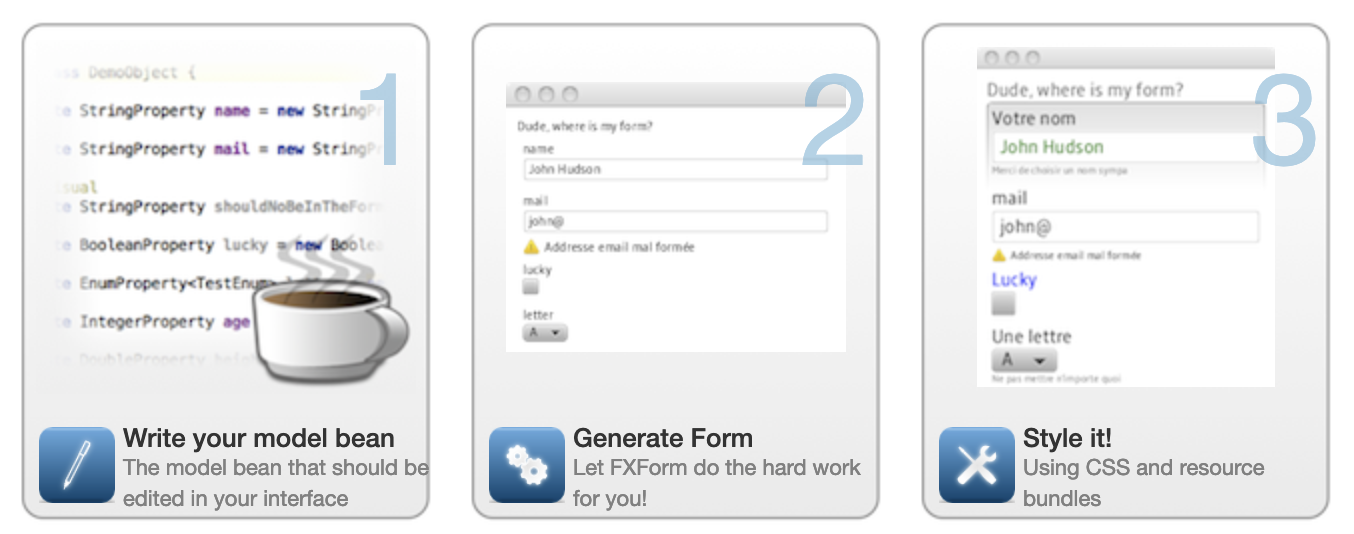 1
DemoObject {
StringProperty name = new StringPr
StringProperty mail = new StringP
sual
StringProperty shouldNoBeInTheForm
BooleanProperty lucky = new Boolea
EnumProperty<TestEnum>
IntegerProperty age
DoubleProperty
Write your model bean
The model bean that should be
edited in your interface
2
Dude, where is my form?
name
John Hudson
mail
john@
Addresse email mal formée
lucky
letter
A
Generate Form
Let FXForm do the hard work
for you!
3
Dude, where is my form?
Votre nom
John Hudson
Merci de choisir un nom sympa
mail
john@
Addresse email mal formée
Lucky
Une lettre
A
Ne pas mettre n'importe quoi
Style it!
Using CSS and resource
bundles